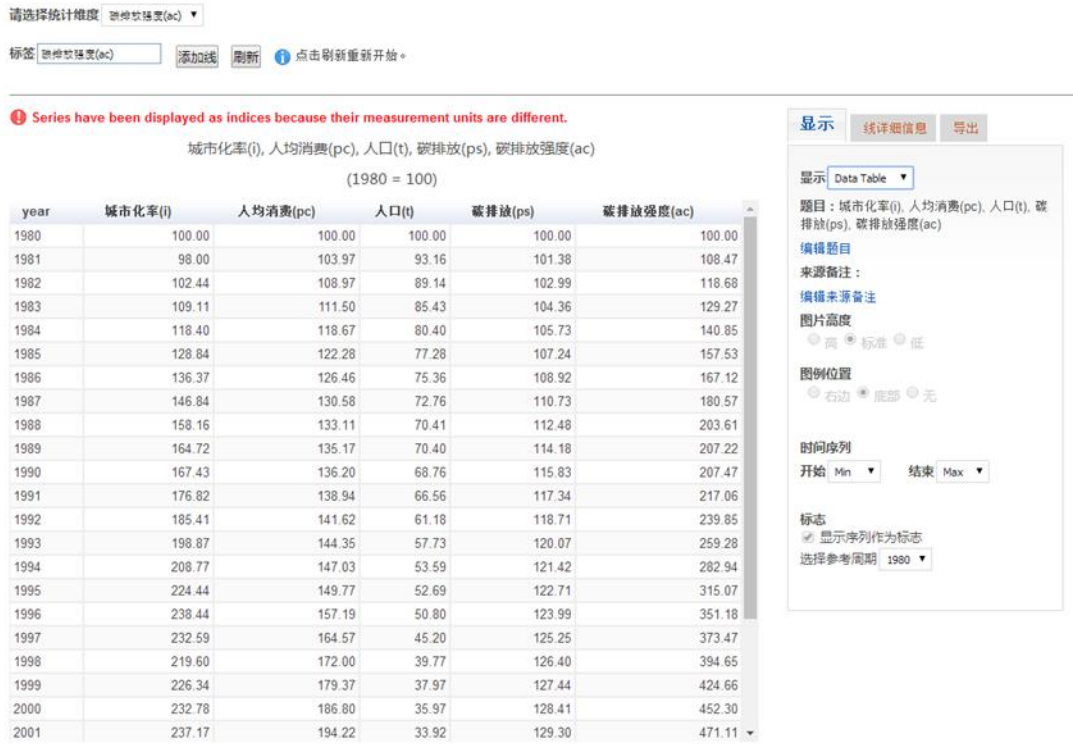 请选择统计维度 碳排放强度(ac)
标签 碳排放强度(ac) 添加线 刷新 点击刷新重新开始。
Series have been displayed as indices because their measurement units are different.
城市化率(i), 人均消费(pc), 人口(t), 碳排放(ps), 碳排放强度(ac)
(1980 = 100)
year 城市化率(i) 人均消费(pc) 人口(t) 碳排放(ps) 碳排放强度(ac)
1980 100.00 100.00 100.00 100.00 100.00
1981 98.00 103.97 93.16 101.38 108.47
1982 102.44 108.97 89.14 102.99 118.68
1983 109.11 111.50 85.43 104.36 129.27
1984 118.40 118.67 80.40 105.73 140.85
1985 128.84 122.28 77.28 107.24 157.53
1986 136.37 126.46 75.36 108.92 167.12
1987 146.84 130.58 72.76 110.73 180.57
1988 158.16 133.11 70.41 112.48 203.61
1989 164.72 135.17 70.40 114.18 207.22
1990 167.43 136.20 68.76 115.83 207.47
1991 176.82 138.94 66.56 117.34 217.06
1992 185.41 141.62 61.18 118.71 239.85
1993 198.87 144.35 57.73 120.07 259.28
1994 208.77 147.03 53.59 121.42 282.94
1995 224.44 149.77 52.69 122.71 315.07
1996 238.44 157.19 50.80 123.99 351.18
1997 232.59 164.57 45.20 125.25 373.47
1998 219.60 172.00 39.77 126.40 394.65
1999 226.34 179.37 37.97 127.44 424.66
2000 232.78 186.80 35.97 128.41 452.30
2001 237.17 194.22 33.92 129.30 471.11
显示 线详细信息 导出
显示 Data Table
题目：城市化率(i), 人均消费(pc), 人口(t), 碳
排放(ps), 碳排放强度(ac)
编辑题目
来源备注：
编辑来源备注
图片高度
高 标准 低
图例位置
右边 底部 无
时间序列
开始 Min 结束 Max
标志
显示序列作为标志
选择参考周期 1980